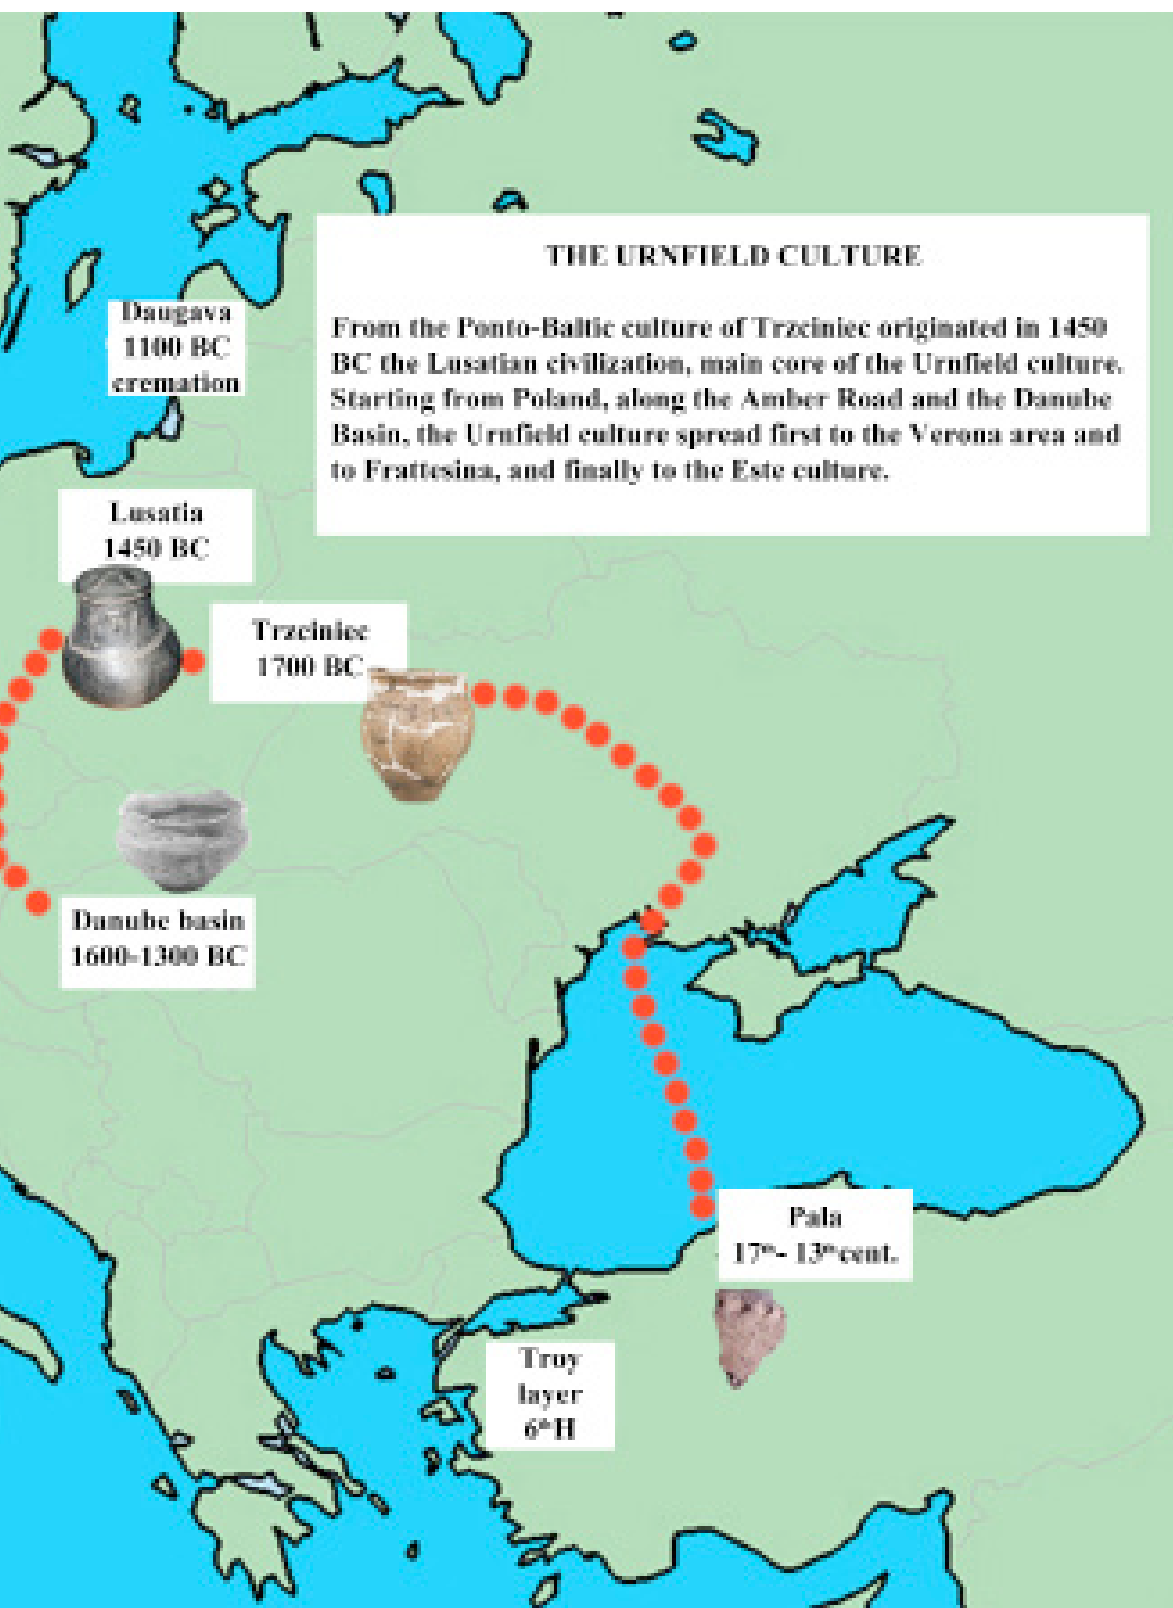 THE URNFIELD CULTURE
From the Ponto-Baltic culture of Trzciniec originated in 1450
BC the Lusatian civilization, main core of the Urnfield culture.
Starting from Poland, along the Amber Road and the Danube
Basin, the Urnfield culture spread first to the Verona area and
to Frattesina, and finally to the Este culture.
Daugava
1100 BC
cremation
Lusatia
1450 BC
Trzciniec
1700 BC
Danube basin
1600-1300 BC
Pala
17th- 13th cent.
Troy
layer
6th H